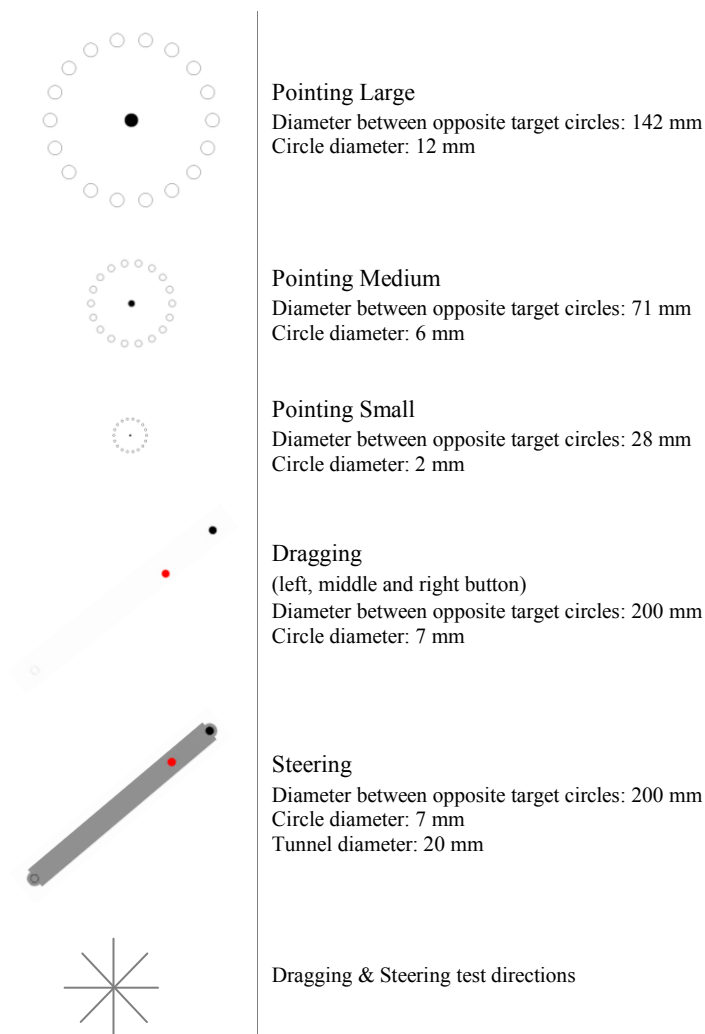 Pointing Large
Diameter between opposite target circles: 142 mm
Circle diameter: 12 mm
Pointing Medium
Diameter between opposite target circles: 71 mm
Circle diameter: 6 mm
Pointing Small
Diameter between opposite target circles: 28 mm
Circle diameter: 2 mm
Dragging
(left, middle and right button)
Diameter between opposite target circles: 200 mm
Circle diameter: 7 mm
Steering
Diameter between opposite target circles: 200 mm
Circle diameter: 7 mm
Tunnel diameter: 20 mm
Dragging & Steering test directions